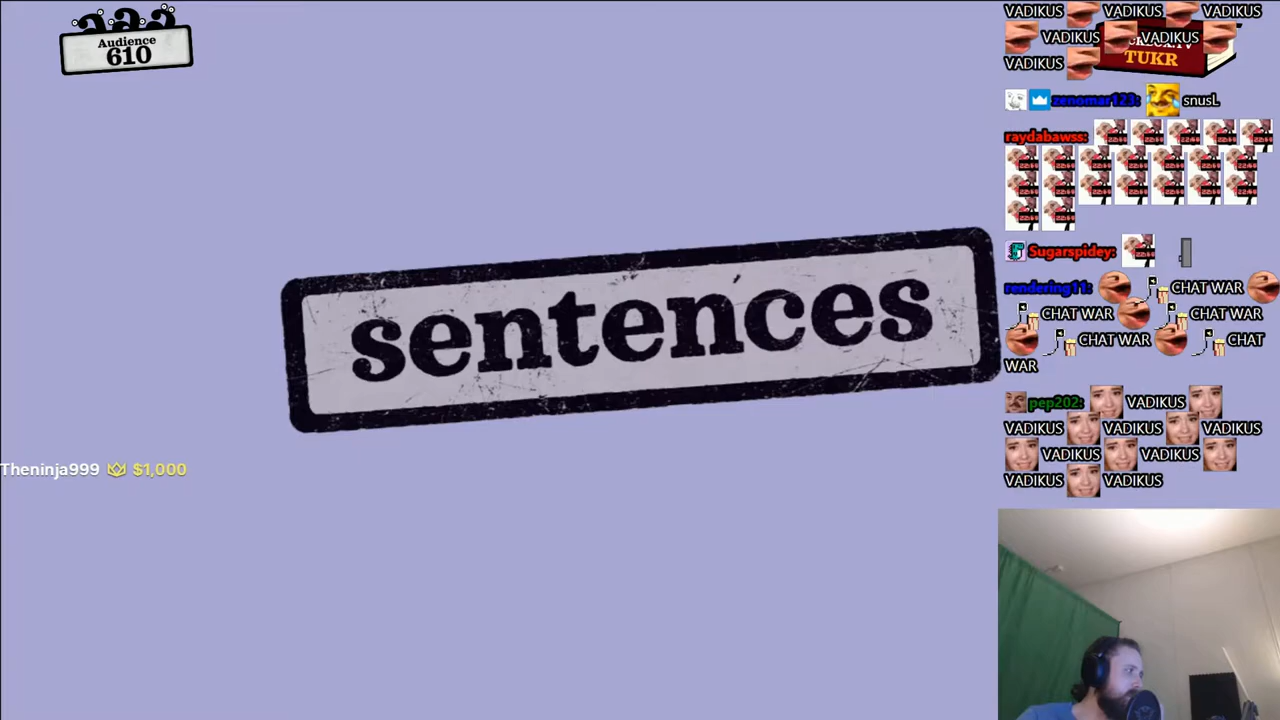 Audience
610
sentences
Theninja999 $1,000
VADIKUS VADIKUS VADIKUS
VADIKUS VADIKUS
VADIKUS
TUKR
zenomar123: snusL
raydabawss:
Sugarspidey:
rendering11: CHAT WAR
CHAT WAR CHAT WAR
CHAT WAR CHAT
WAR
pep202: VADIKUS
VADIKUS VADIKUS VADIKUS
VADIKUS VADIKUS
VADIKUS VADIKUS